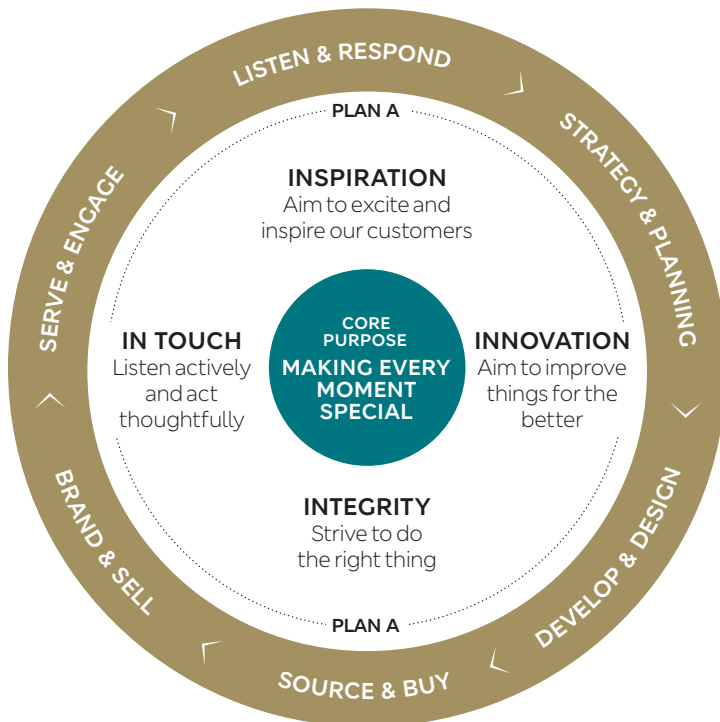 LISTEN & RESPOND
STRATEGY & PLANNING
DEVELOP & DESIGN
SOURCE & BUY
BRAND & SELL
SERVE & ENGAGE
PLAN A
INSPIRATION
Aim to excite and
inspire our customers
IN TOUCH
Listen actively
and act
thoughtfully
CORE
PURPOSE
MAKING EVERY
MOMENT
SPECIAL
INNOVATION
Aim to improve
things for the
better
INTEGRITY
Strive to do
the right thing
PLAN A